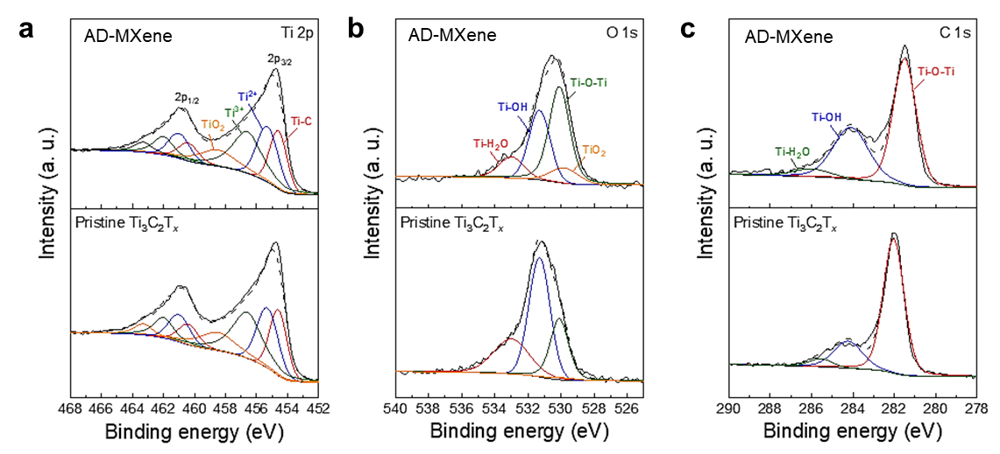 a
AD-MXene
Ti 2p
2p3/2
2p1/2
Ti2+
Ti3+
TiO2
Ti-C
Pristine Ti3C2Tx
Intensity (a. u.)
468 466 464 462 460 458 456 454 452
Binding energy (eV)
b
AD-MXene
O 1s
Ti-O-Ti
Ti-OH
Ti-H2O
TiO2
Pristine Ti3C2Tx
Intensity (a. u.)
540 538 536 534 532 530 528 526
Binding energy (eV)
c
AD-MXene
C 1s
Ti-O-Ti
Ti-OH
Ti-H2O
Pristine Ti3C2Tx
Intensity (a. u.)
290 288 286 284 282 280 278
Binding energy (eV)